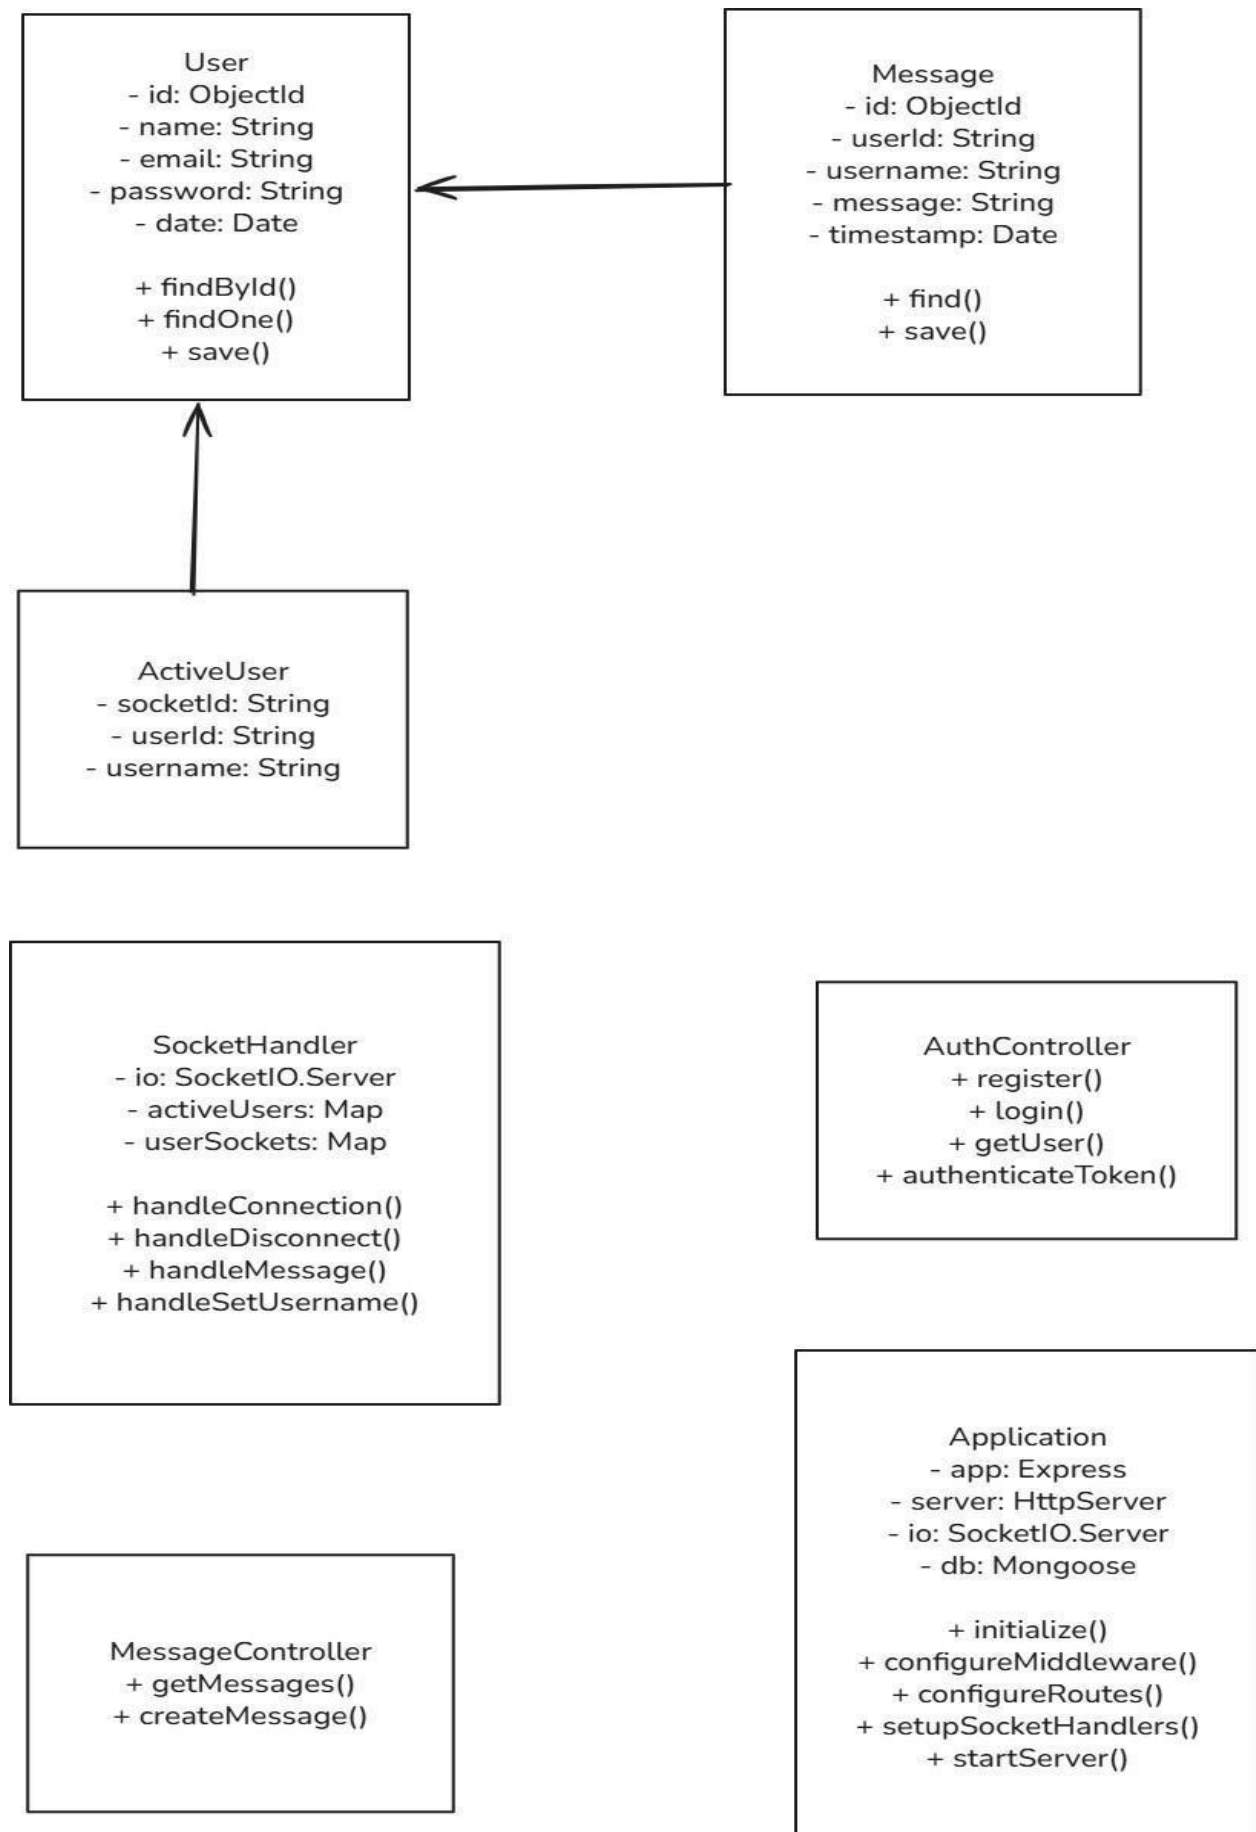 User
- id: ObjectId
- name: String
- email: String
- password: String
- date: Date
+ findById()
+ findOne()
+ save()
Message
- id: ObjectId
- userId: String
- username: String
- message: String
- timestamp: Date
+ find()
+ save()
ActiveUser
- socketId: String
- userId: String
- username: String
SocketHandler
- io: SocketIO.Server
- activeUsers: Map
- userSockets: Map
+ handleConnection()
+ handleDisconnect()
+ handleMessage()
+ handleSetUsername()
AuthController
+ register()
+ login()
+ getUser()
+ authenticateToken()
Application
- app: Express
- server: HttpServer
- io: SocketIO.Server
- db: Mongoose
+ initialize()
+ configureMiddleware()
+ configureRoutes()
+ setupSocketHandlers()
+ startServer()
MessageController
+ getMessages()
+ createMessage()